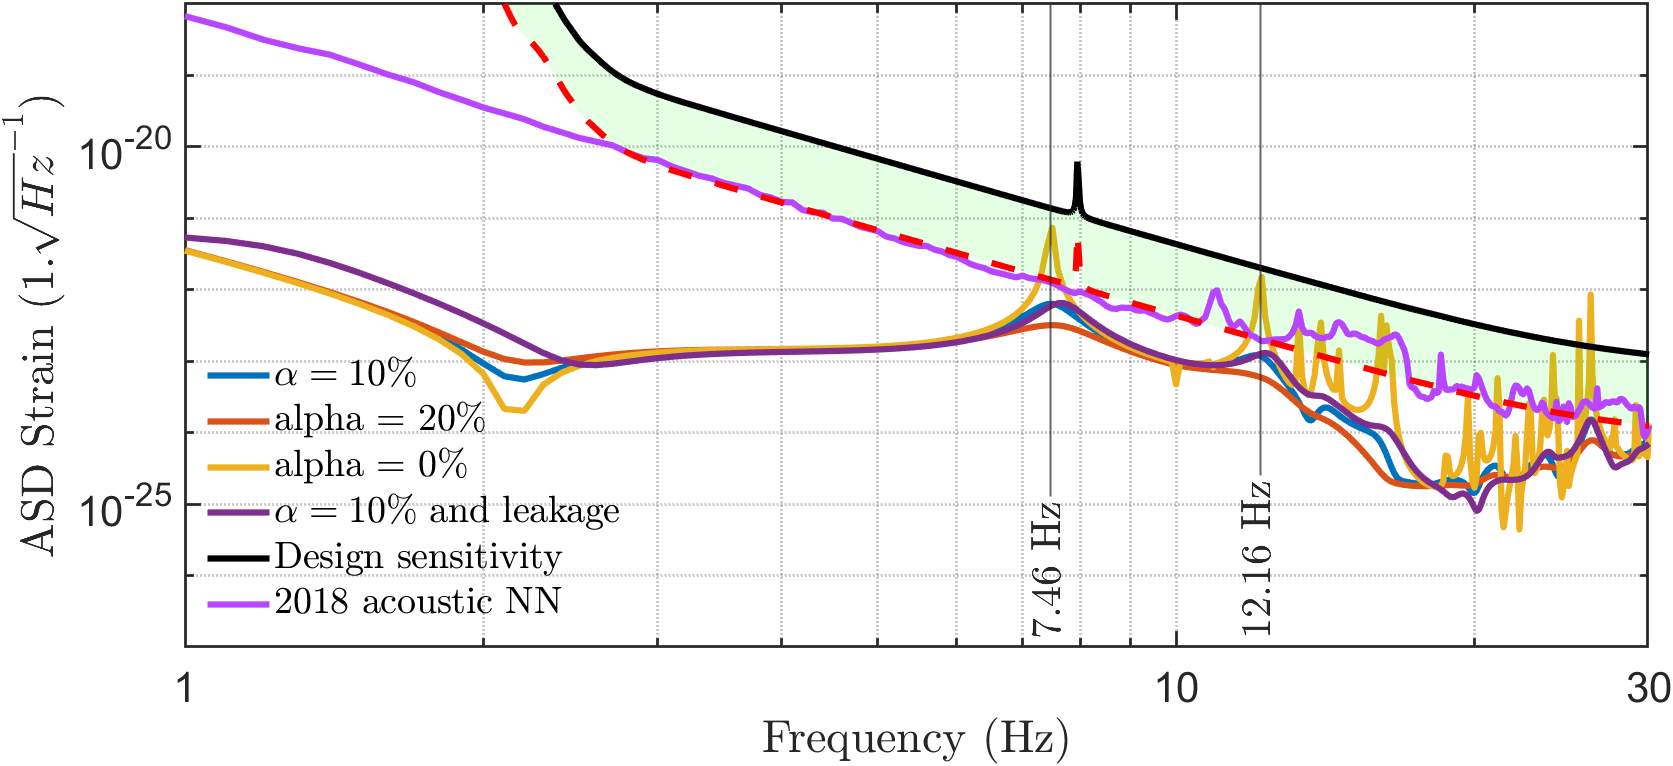 ASD Strain (1.√Hz⁻¹)
10⁻²⁰
10⁻²⁵
α = 10%
alpha = 20%
alpha = 0%
α = 10% and leakage
Design sensitivity
2018 acoustic NN
7.46 Hz
12.16 Hz
1
10
30
Frequency (Hz)